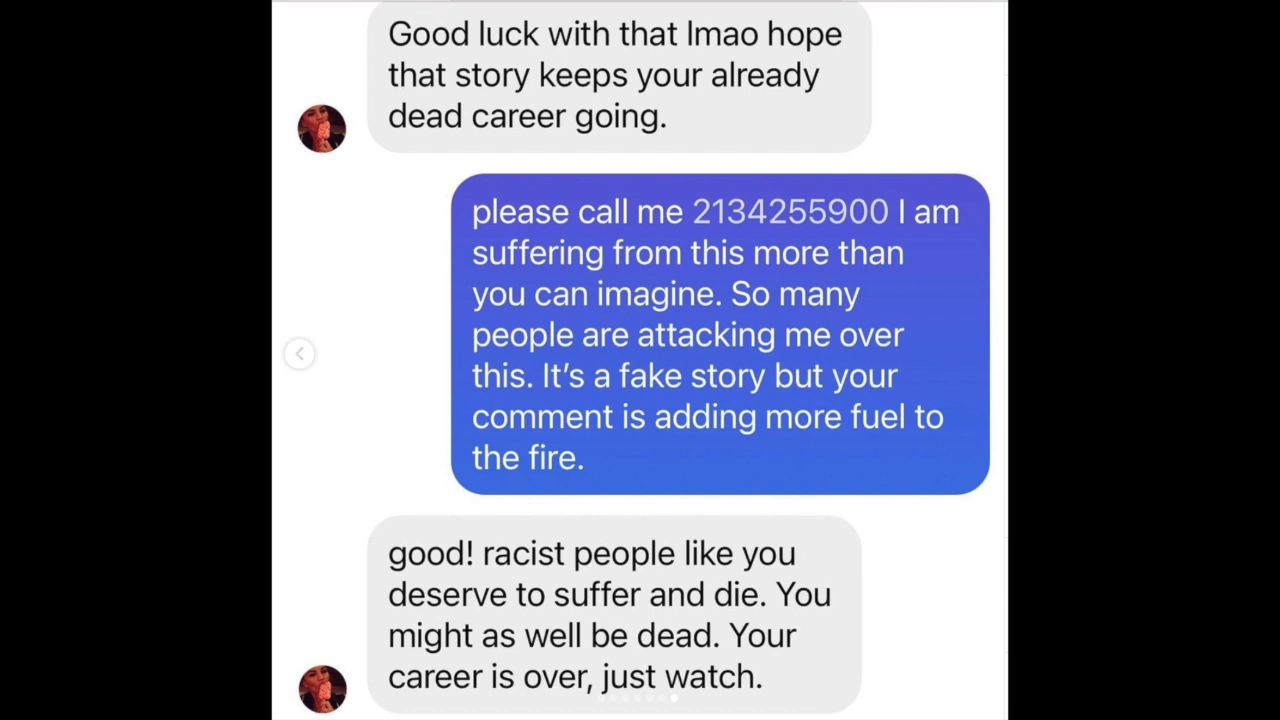 Good luck with that lmao hope
that story keeps your already
dead career going.
please call me 2134255900 I am
suffering from this more than
you can imagine. So many
people are attacking me over
this. It's a fake story but your
comment is adding more fuel to
the fire.
good! racist people like you
deserve to suffer and die. You
might as well be dead. Your
career is over, just watch.